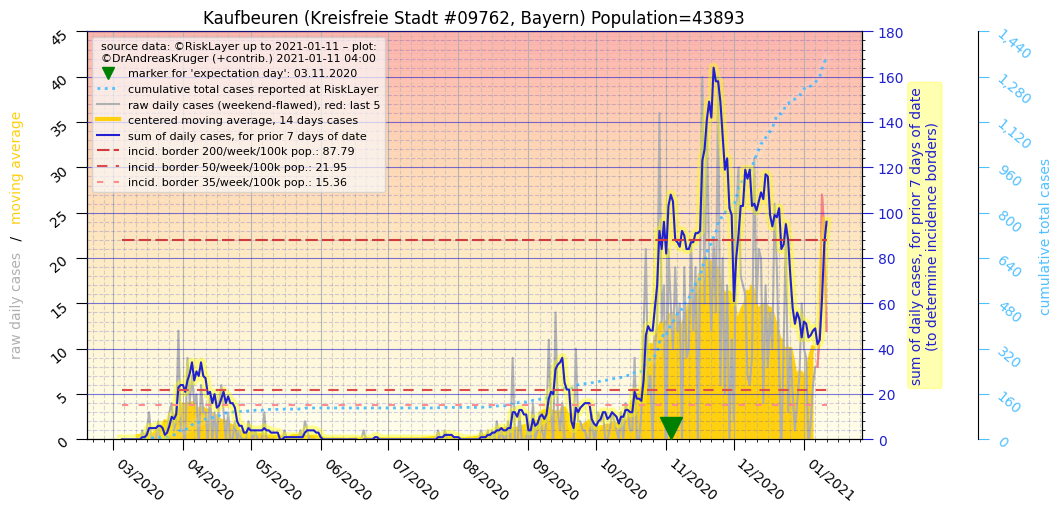 Kaufbeuren (Kreisfreie Stadt #09762, Bayern) Population=43893
source data: ©RiskLayer up to 2021-01-11 – plot:
©DrAndreasKruger (+contrib.) 2021-01-11 04:00
marker for 'expectation day': 03.11.2020
cumulative total cases reported at RiskLayer
raw daily cases (weekend-flawed), red: last 5
centered moving average, 14 days cases
sum of daily cases, for prior 7 days of date
incid. border 200/week/100k pop.: 87.79
incid. border 50/week/100k pop.: 21.95
incid. border 35/week/100k pop.: 15.36
raw daily cases / moving average
45
40
35
30
25
20
15
10
5
0
03/2020
04/2020
05/2020
06/2020
07/2020
08/2020
09/2020
10/2020
11/2020
12/2020
01/2021
180
160
140
120
100
80
60
40
20
0
sum of daily cases, for prior 7 days of date
(to determine incidence borders)
1,440
1,280
1,120
960
800
640
480
320
160
0
cumulative total cases